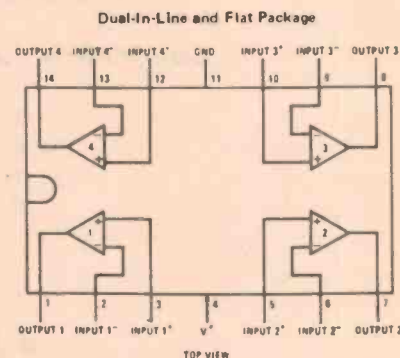 Dual-In-Line and Flat Package
OUTPUT 4 INPUT 4⁻ INPUT 4⁺ GND INPUT 3⁺ INPUT 3⁻ OUTPUT 3
14 13 12 11 10 9 8
4 − + − + 3
1 + − + − 2
1 2 3 4 5 6 7
OUTPUT 1 INPUT 1⁻ INPUT 1⁺ V⁺ INPUT 2⁺ INPUT 2⁻ OUTPUT 2
TOP VIEW